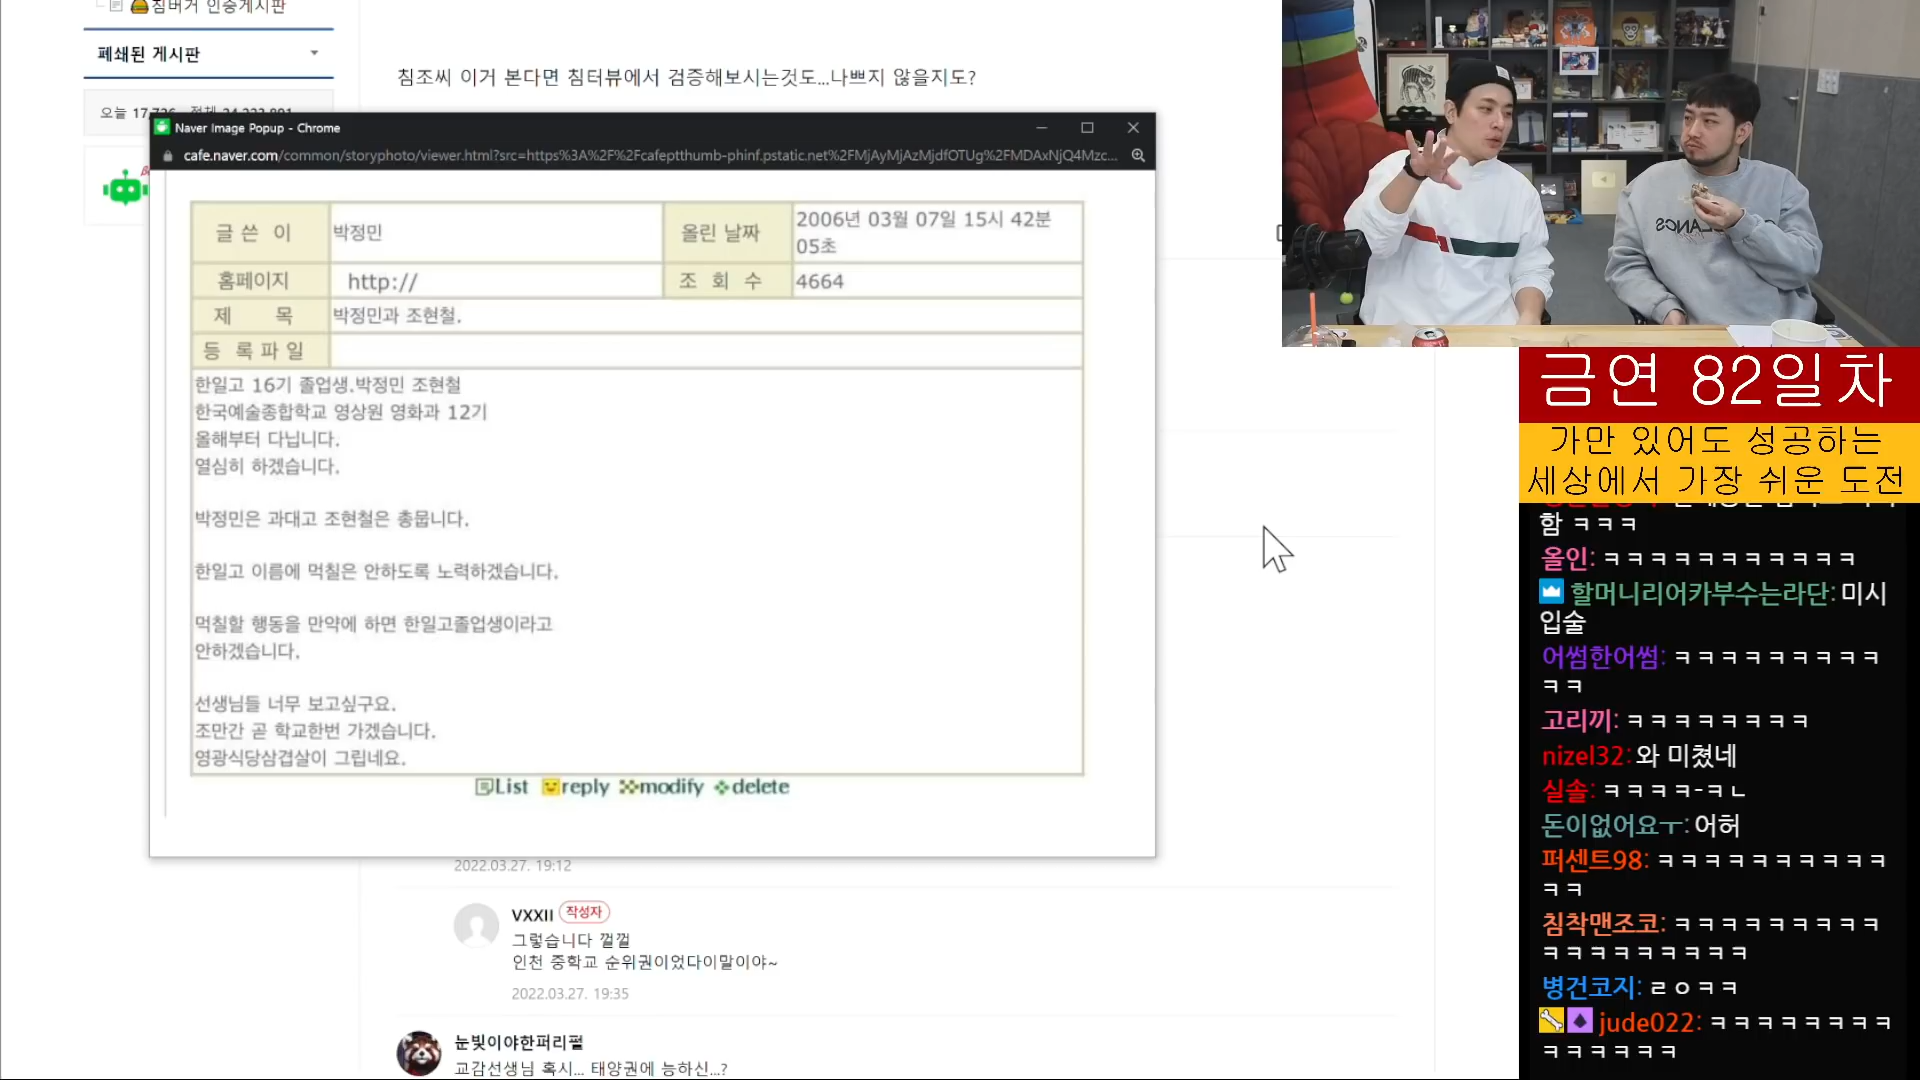 침버거 인증게시판
폐쇄된 게시판
오늘 17,736 전체 24,223,891
침조씨 이거 본다면 침터뷰에서 검증해보시는것도...나쁘지 않을지도?
Naver Image Popup - Chrome
cafe.naver.com/common/storyphoto/viewer.html?src=https%3A%2F%2Fcafeptthumb-phinf.pstatic.net%2FMjAyMjAzMjdfOTUg%2FMDAxNjQ4Mzc...
글 쓴 이 박정민 올린 날짜 2006년 03월 07일 15시 42분
05초
홈페이지 http:// 조 회 수 4664
제 목 박정민과 조현철.
등 록 파 일
한일고 16기 졸업생.박정민 조현철
한국예술종합학교 영상원 영화과 12기
올해부터 다닙니다.
열심히 하겠습니다.
박정민은 과대고 조현철은 총뭅니다.
한일고 이름에 먹칠은 안하도록 노력하겠습니다.
먹칠할 행동을 만약에 하면 한일고졸업생이라고
안하겠습니다.
선생님들 너무 보고싶구요.
조만간 곧 학교한번 가겠습니다.
영광식당삼겹살이 그립네요.
List reply modify delete
2022.03.27. 19:12
VXXII 작성자
그렇습니다 껄껄
인천 중학교 순위권이었다이말이야~
2022.03.27. 19:35
눈빛이야한퍼리펄
교감선생님 혹시... 태양권에 능하신...?
금연 82일차
가만 있어도 성공하는
세상에서 가장 쉬운 도전
함 ㅋㅋㅋ
올인: ㅋㅋㅋㅋㅋㅋㅋㅋㅋㅋㅋ
할머니리어카부수는라단: 미시
입술
어썸한어썸: ㅋㅋㅋㅋㅋㅋㅋㅋㅋ
ㅋㅋ
고리끼: ㅋㅋㅋㅋㅋㅋㅋㅋ
nizel32: 와 미쳤네
실솔: ㅋㅋㅋㅋ-ㅋㄴ
돈이없어요ㅜ: 어허
퍼센트98: ㅋㅋㅋㅋㅋㅋㅋㅋㅋㅋ
ㅋㅋ
침착맨조코: ㅋㅋㅋㅋㅋㅋㅋㅋㅋ
ㅋㅋㅋㅋㅋㅋㅋㅋㅋ
병건코지: ㄹㅇㅋㅋ
jude022: ㅋㅋㅋㅋㅋㅋㅋㅋ
ㅋㅋㅋㅋㅋㅋ